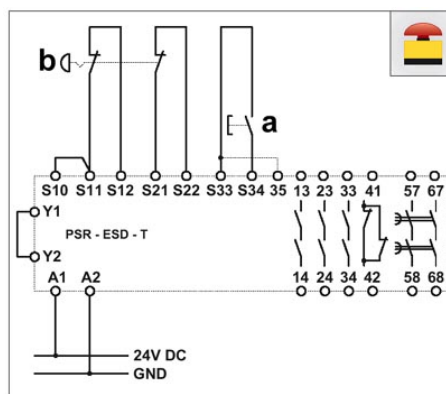 b
a
S10 S11 S12 S21 S22 S33 S34 35 13 23 33 41 57 67
Y1
PSR - ESD - T
Y2
A1 A2 14 24 34 42 58 68
24V DC
GND